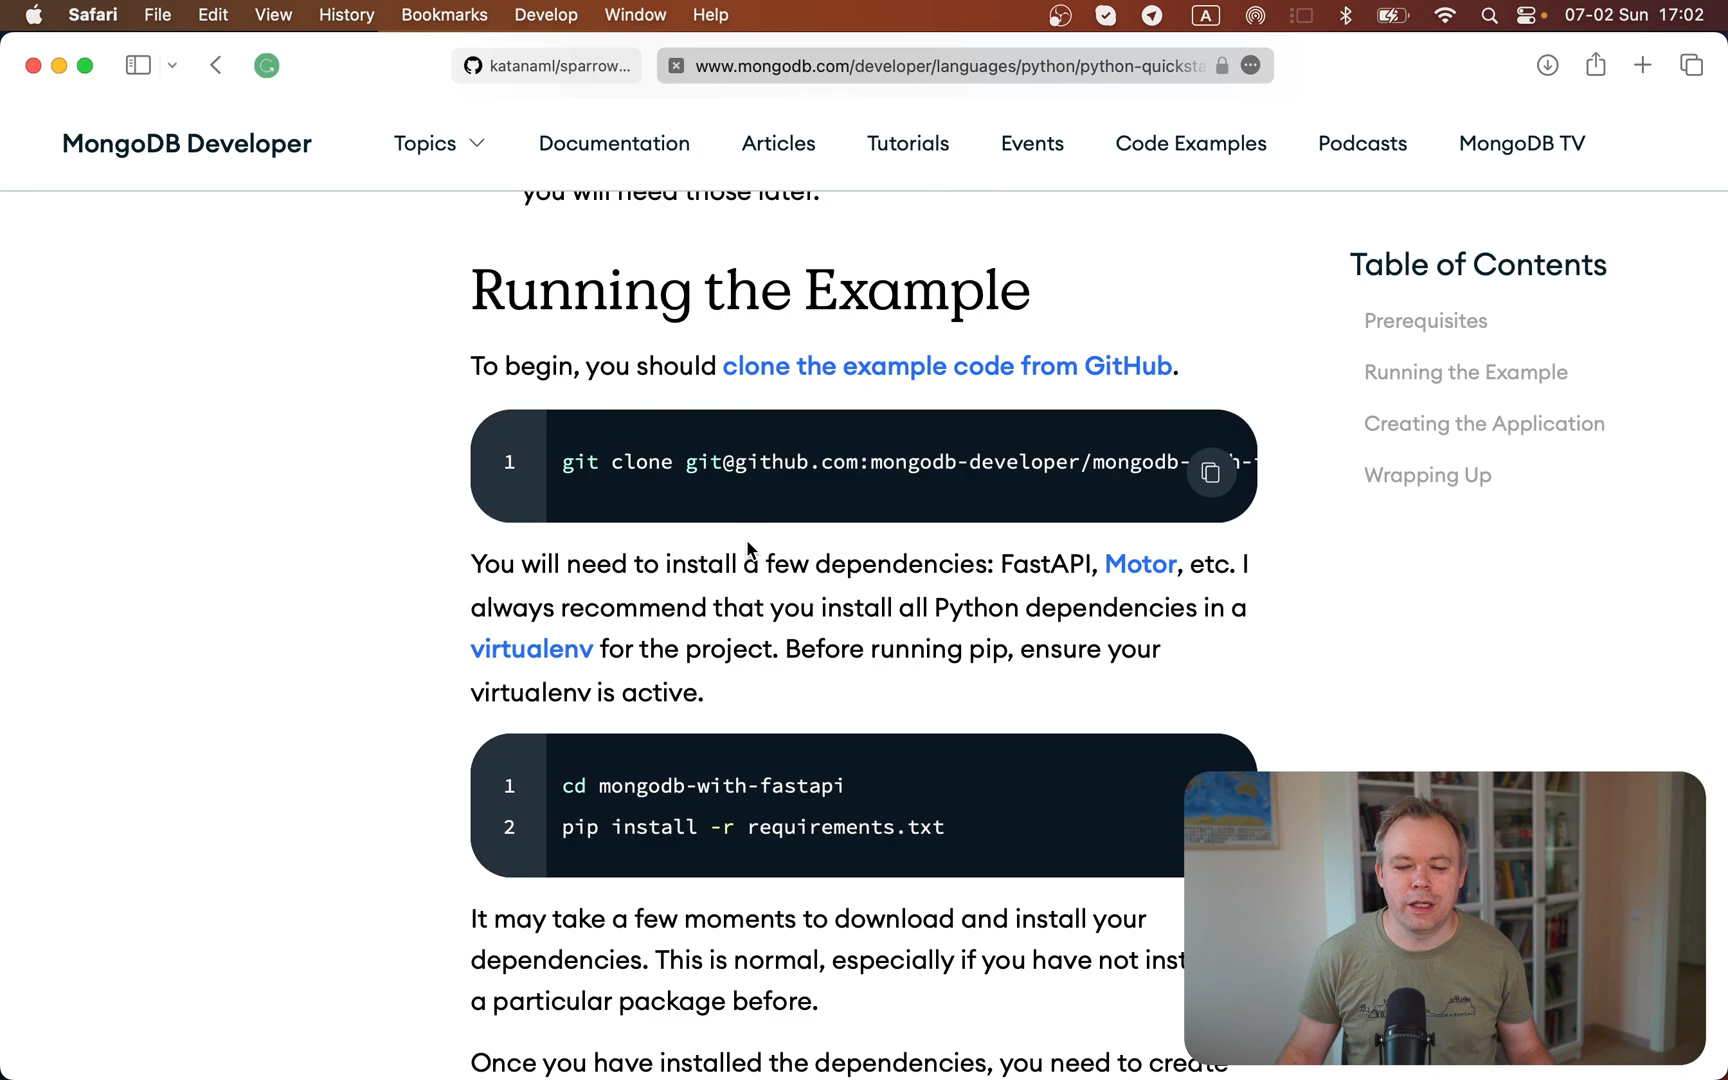 Safari File Edit View History Bookmarks Develop Window Help A 07-02 Sun 17:02
katanaml/sparrow... www.mongodb.com/developer/languages/python/python-quicksta
MongoDB Developer Topics Documentation Articles Tutorials Events Code Examples Podcasts MongoDB TV
you will need those later.
Running the Example
To begin, you should clone the example code from GitHub.
1 git clone git@github.com:mongodb-developer/mongodb-
You will need to install a few dependencies: FastAPI, Motor, etc. I
always recommend that you install all Python dependencies in a
virtualenv for the project. Before running pip, ensure your
virtualenv is active.
1 cd mongodb-with-fastapi
2 pip install -r requirements.txt
It may take a few moments to download and install your
dependencies. This is normal, especially if you have not inst
a particular package before.
Once you have installed the dependencies, you need to create
Table of Contents
Prerequisites
Running the Example
Creating the Application
Wrapping Up